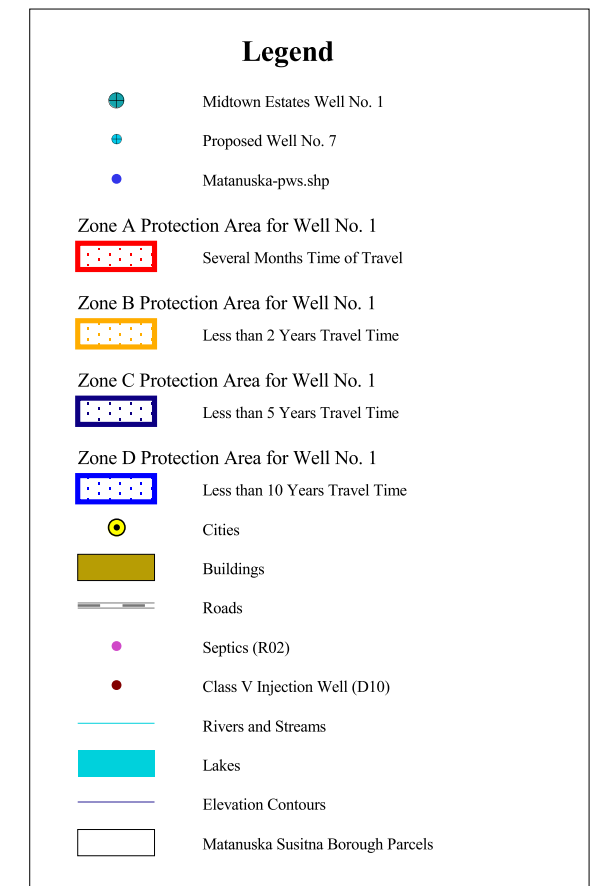 Legend
Midtown Estates Well No. 1
Proposed Well No. 7
Matanuska-pws.shp
Zone A Protection Area for Well No. 1
Several Months Time of Travel
Zone B Protection Area for Well No. 1
Less than 2 Years Travel Time
Zone C Protection Area for Well No. 1
Less than 5 Years Travel Time
Zone D Protection Area for Well No. 1
Less than 10 Years Travel Time
Cities
Buildings
Roads
Septics (R02)
Class V Injection Well (D10)
Rivers and Streams
Lakes
Elevation Contours
Matanuska Susitna Borough Parcels